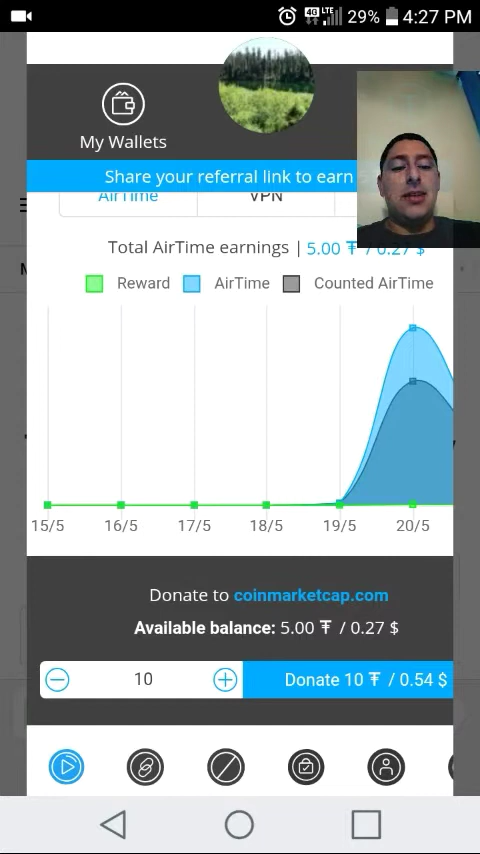 4G LTE 29% 4:27 PM
My Wallets
Share your referral link to earn
AirTime VPN
Total AirTime earnings | 5.00 ₸ / 0.27 $
Reward AirTime Counted AirTime
15/5 16/5 17/5 18/5 19/5 20/5
Donate to coinmarketcap.com
Available balance: 5.00 ₸ / 0.27 $
10 Donate 10 ₸ / 0.54 $